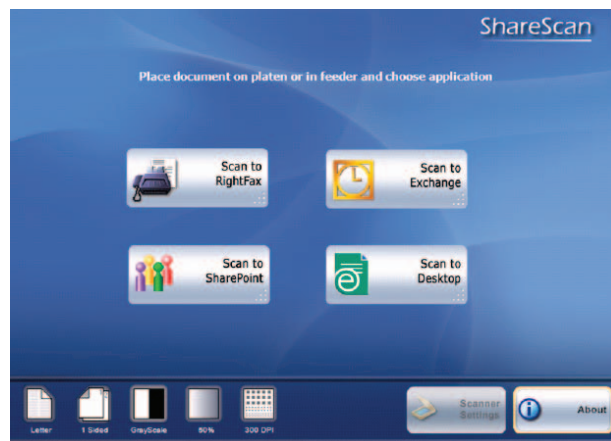 ShareScan
Place document on platen or in feeder and choose application
Scan to
RightFax
Scan to
Exchange
Scan to
SharePoint
Scan to
Desktop
Letter
1 Sided
GrayScale
50%
300 DPI
Scanner
Settings
About